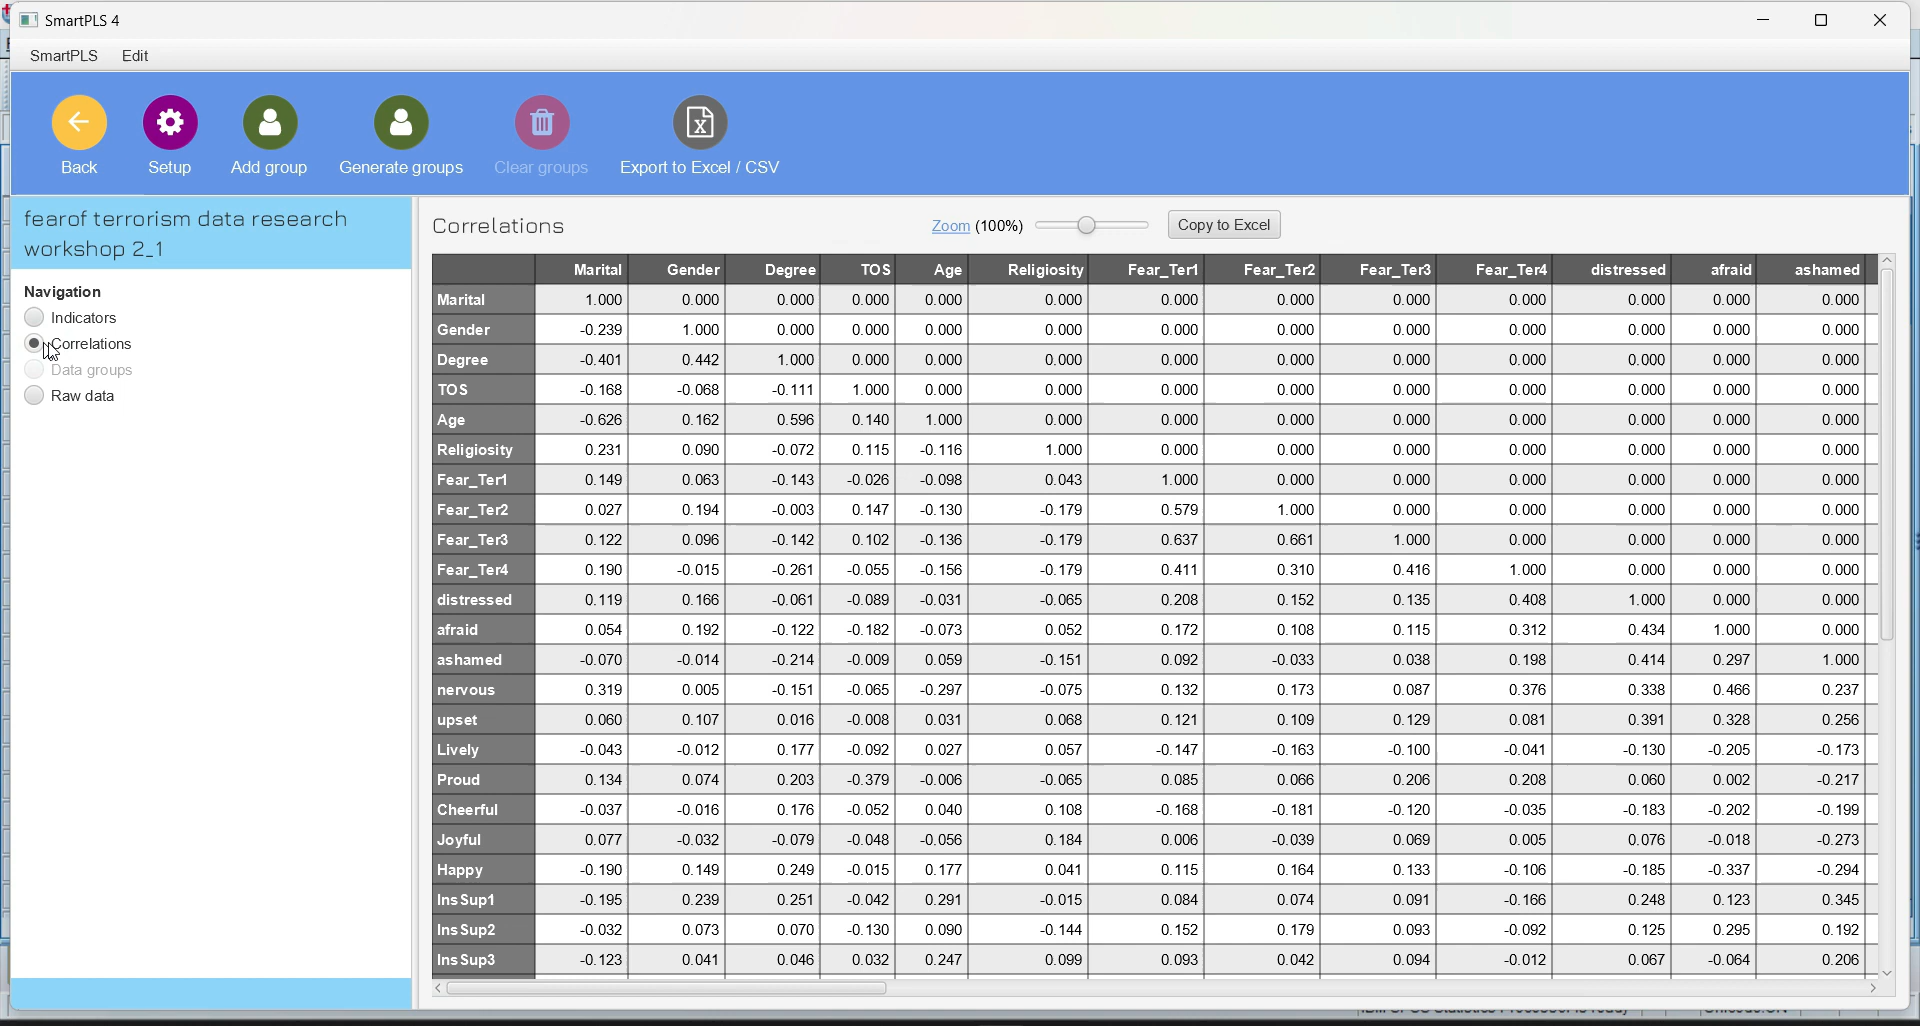 SmartPLS 4
SmartPLS Edit
Back Setup Add group Generate groups Clear groups Export to Excel / CSV
fearof terrorism data research
workshop 2_1
Navigation
Indicators
Correlations
Data groups
Raw data
Correlations Zoom (100%) Copy to Excel
Marital Gender Degree TOS Age Religiosity Fear_Ter1 Fear_Ter2 Fear_Ter3 Fear_Ter4 distressed afraid ashamed
Marital 1.000 0.000 0.000 0.000 0.000 0.000 0.000 0.000 0.000 0.000 0.000 0.000 0.000
Gender -0.239 1.000 0.000 0.000 0.000 0.000 0.000 0.000 0.000 0.000 0.000 0.000 0.000
Degree -0.401 0.442 1.000 0.000 0.000 0.000 0.000 0.000 0.000 0.000 0.000 0.000 0.000
TOS -0.168 -0.068 -0.111 1.000 0.000 0.000 0.000 0.000 0.000 0.000 0.000 0.000 0.000
Age -0.626 0.162 0.596 0.140 1.000 0.000 0.000 0.000 0.000 0.000 0.000 0.000 0.000
Religiosity 0.231 0.090 -0.072 0.115 -0.116 1.000 0.000 0.000 0.000 0.000 0.000 0.000 0.000
Fear_Ter1 0.149 0.063 -0.143 -0.026 -0.098 0.043 1.000 0.000 0.000 0.000 0.000 0.000 0.000
Fear_Ter2 0.027 0.194 -0.003 0.147 -0.130 -0.179 0.579 1.000 0.000 0.000 0.000 0.000 0.000
Fear_Ter3 0.122 0.096 -0.142 0.102 -0.136 -0.179 0.637 0.661 1.000 0.000 0.000 0.000 0.000
Fear_Ter4 0.190 -0.015 -0.261 -0.055 -0.156 -0.179 0.411 0.310 0.416 1.000 0.000 0.000 0.000
distressed 0.119 0.166 -0.061 -0.089 -0.031 -0.065 0.208 0.152 0.135 0.408 1.000 0.000 0.000
afraid 0.054 0.192 -0.122 -0.182 -0.073 0.052 0.172 0.108 0.115 0.312 0.434 1.000 0.000
ashamed -0.070 -0.014 -0.214 -0.009 0.059 -0.151 0.092 -0.033 0.038 0.198 0.414 0.297 1.000
nervous 0.319 0.005 -0.151 -0.065 -0.297 -0.075 0.132 0.173 0.087 0.376 0.338 0.466 0.237
upset 0.060 0.107 0.016 -0.008 0.031 0.068 0.121 0.109 0.129 0.081 0.391 0.328 0.256
Lively -0.043 -0.012 0.177 -0.092 0.027 0.057 -0.147 -0.163 -0.100 -0.041 -0.130 -0.205 -0.173
Proud 0.134 0.074 0.203 -0.379 -0.006 -0.065 0.085 0.066 0.206 0.208 0.060 0.002 -0.217
Cheerful -0.037 -0.016 0.176 -0.052 0.040 0.108 -0.168 -0.181 -0.120 -0.035 -0.183 -0.202 -0.199
Joyful 0.077 -0.032 -0.079 -0.048 -0.056 0.184 0.006 -0.039 0.069 0.005 0.076 -0.018 -0.273
Happy -0.190 0.149 0.249 -0.015 0.177 0.041 0.115 0.164 0.133 -0.106 -0.185 -0.337 -0.294
InsSup1 -0.195 0.239 0.251 -0.042 0.291 -0.015 0.084 0.074 0.091 -0.166 0.248 0.123 0.345
InsSup2 -0.032 0.073 0.070 -0.130 0.090 -0.144 0.152 0.179 0.093 -0.092 0.125 0.295 0.192
InsSup3 -0.123 0.041 0.046 0.032 0.247 0.099 0.093 0.042 0.094 -0.012 0.067 -0.064 0.206